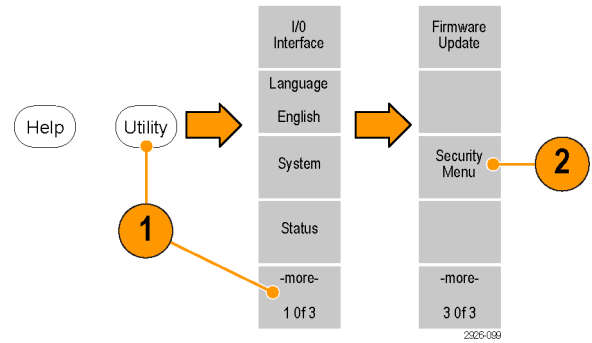 Help
Utility
I/0
Interface
Language
English
System
Status
-more-
1 0f 3
Firmware
Update
Security
Menu
-more-
3 0f 3
1
2
2926-099